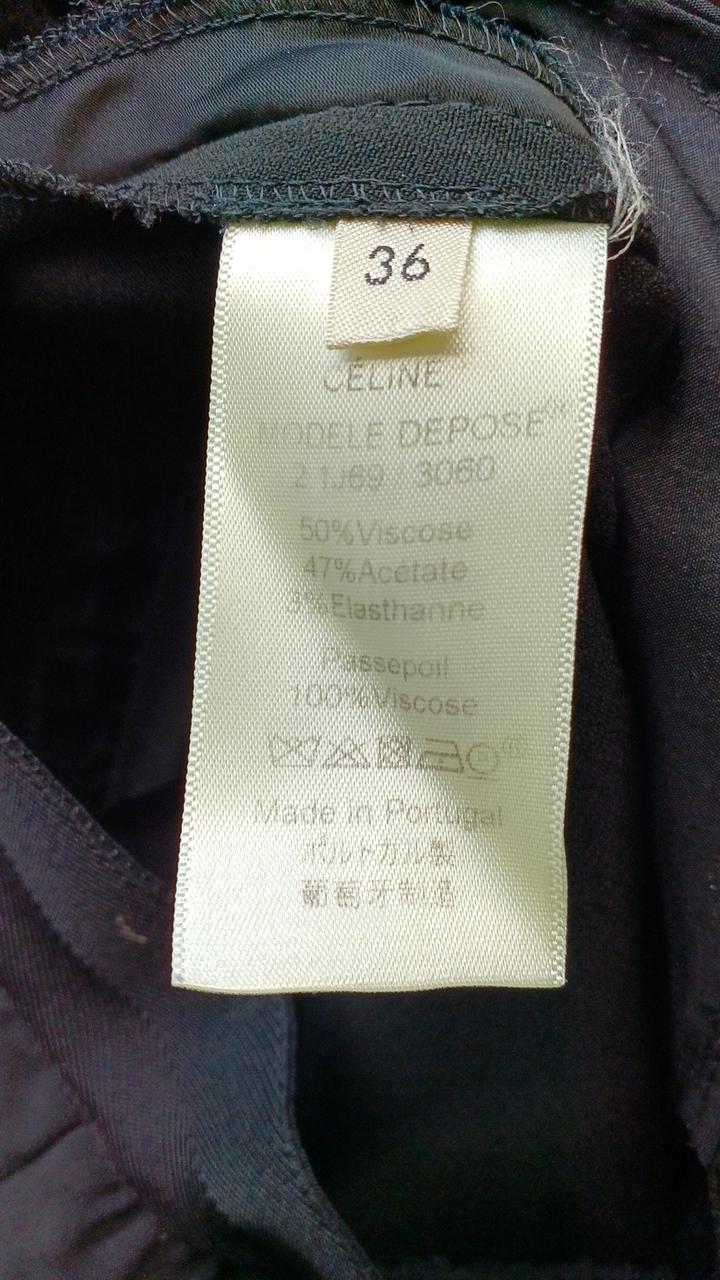 36
CÉLINE
MODELE DEPOSE
2 1J69 / 3060
50%Viscose
47%Acétate
3%Elasthanne
Passepoil
100%Viscose
Made in Portugal
ポルトガル製
葡萄牙制造